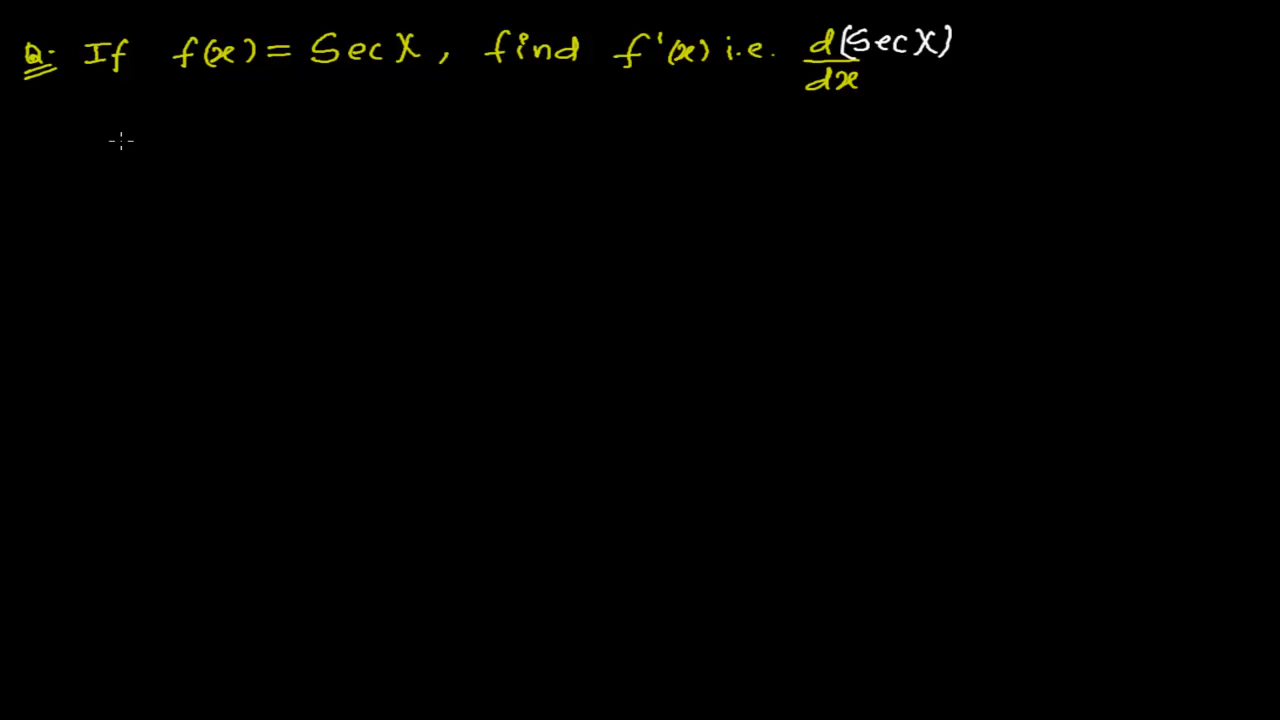 Q. If f(x) = Sec X, find f'(x) i.e. d/dx (Sec X)